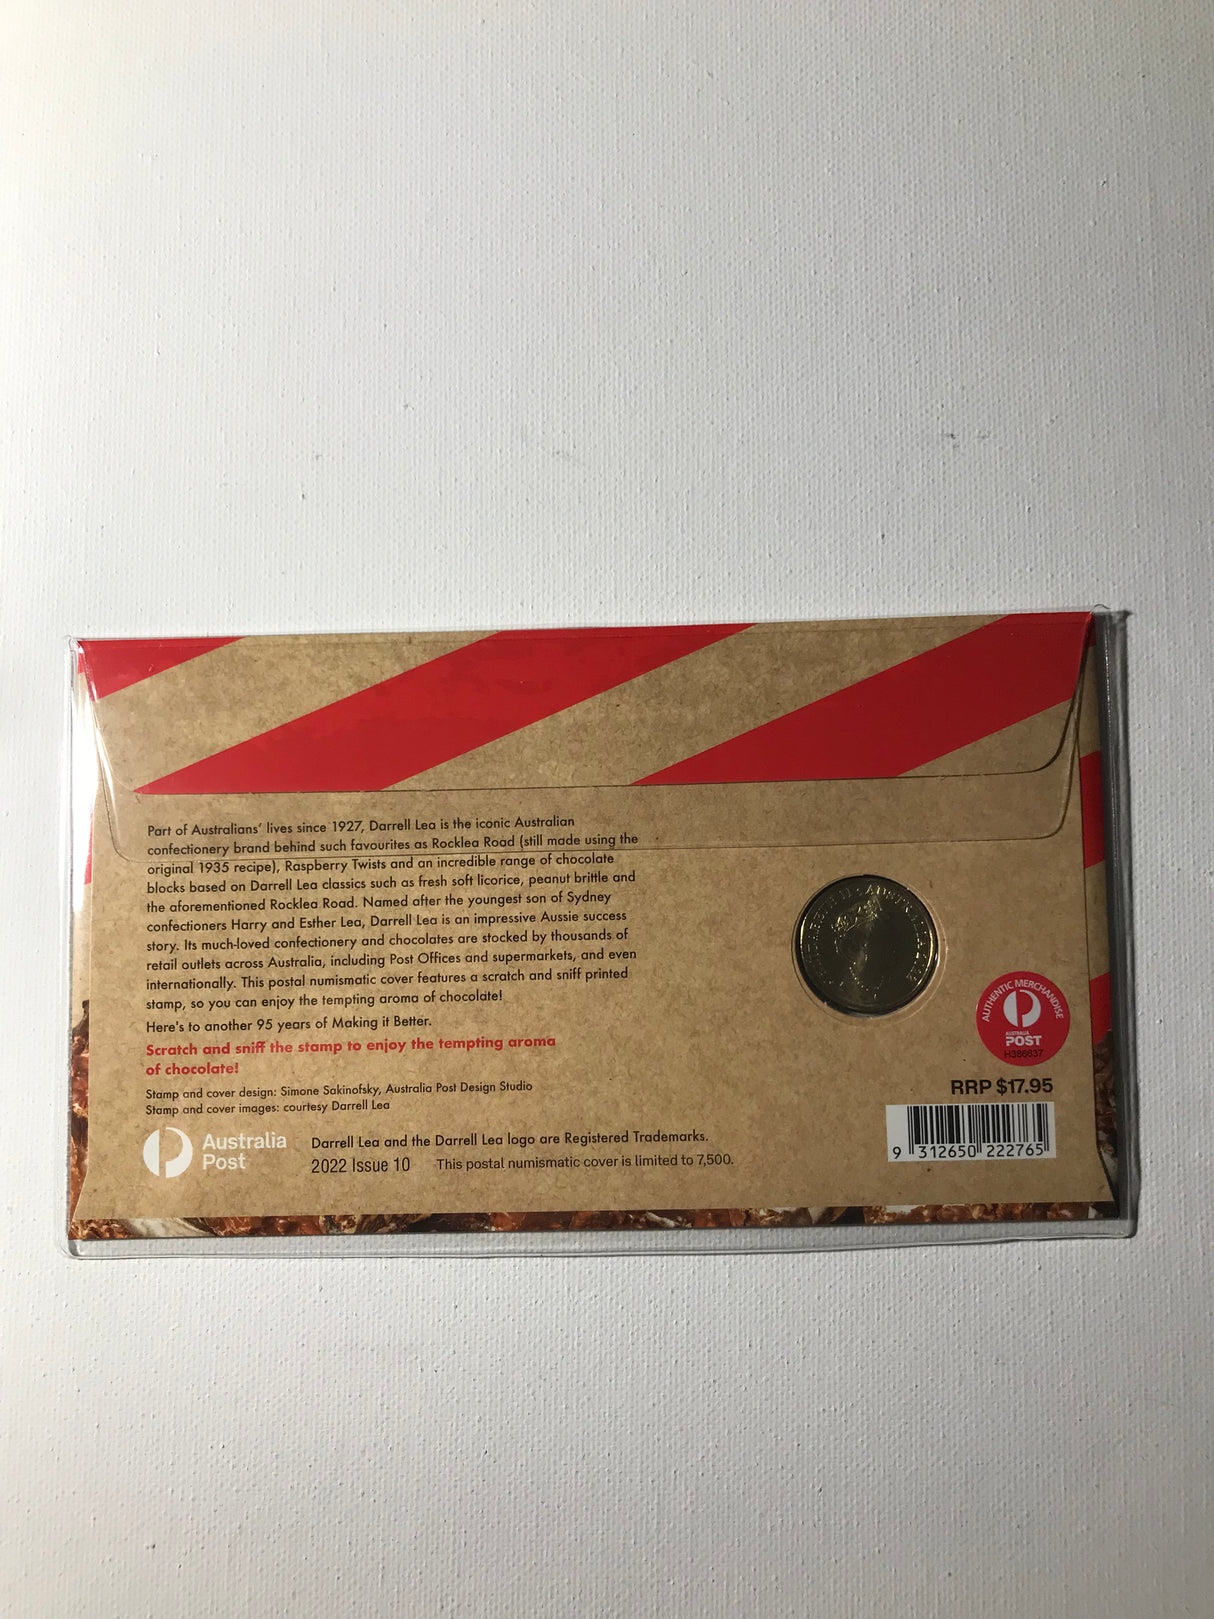 Part of Australians' lives since 1927, Darrell Lea is the iconic Australian
confectionery brand behind such favourites as Rocklea Road (still made using the
original 1935 recipe), Raspberry Twists and an incredible range of chocolate
blocks based on Darrell Lea classics such as fresh soft licorice, peanut brittle and
the aforementioned Rocklea Road. Named after the youngest son of Sydney
confectioners Harry and Esther Lea, Darrell Lea is an impressive Aussie success
story. Its much-loved confectionery and chocolates are stocked by thousands of
retail outlets across Australia, including Post Offices and supermarkets, and even
internationally. This postal numismatic cover features a scratch and sniff printed
stamp, so you can enjoy the tempting aroma of chocolate!
Here's to another 95 years of Making it Better.
Scratch and sniff the stamp to enjoy the tempting aroma
of chocolate!
Stamp and cover design: Simone Sakinofsky, Australia Post Design Studio
Stamp and cover images: courtesy Darrell Lea
Australia
Post
Darrell Lea and the Darrell Lea logo are Registered Trademarks.
2022 Issue 10 This postal numismatic cover is limited to 7,500.
II · AUSTRALIA
AUTHENTIC MERCHANDISE
AUSTRALIA
POST
H386637
RRP $17.95
9 312650 222765